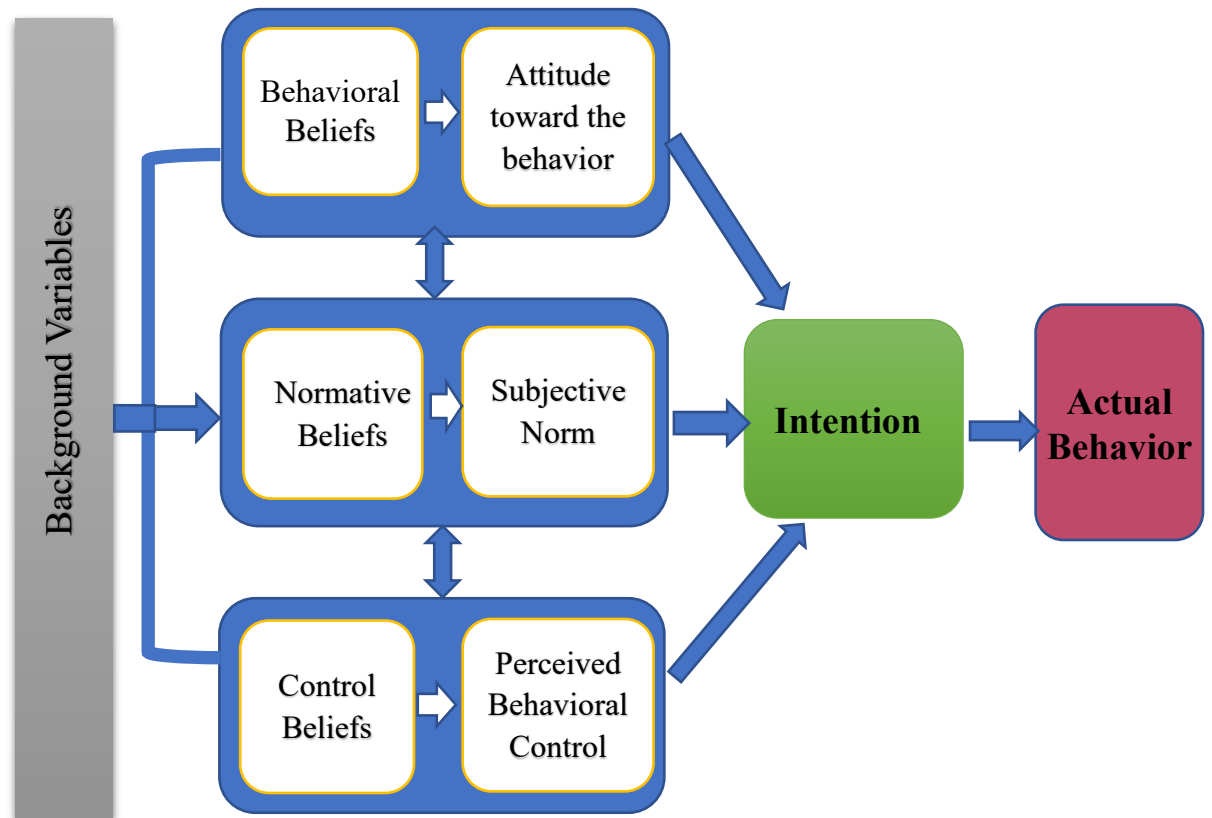 Background Variables
Behavioral
Beliefs
Attitude
toward the
behavior
Normative
Beliefs
Subjective
Norm
Control
Beliefs
Perceived
Behavioral
Control
Intention
Actual
Behavior